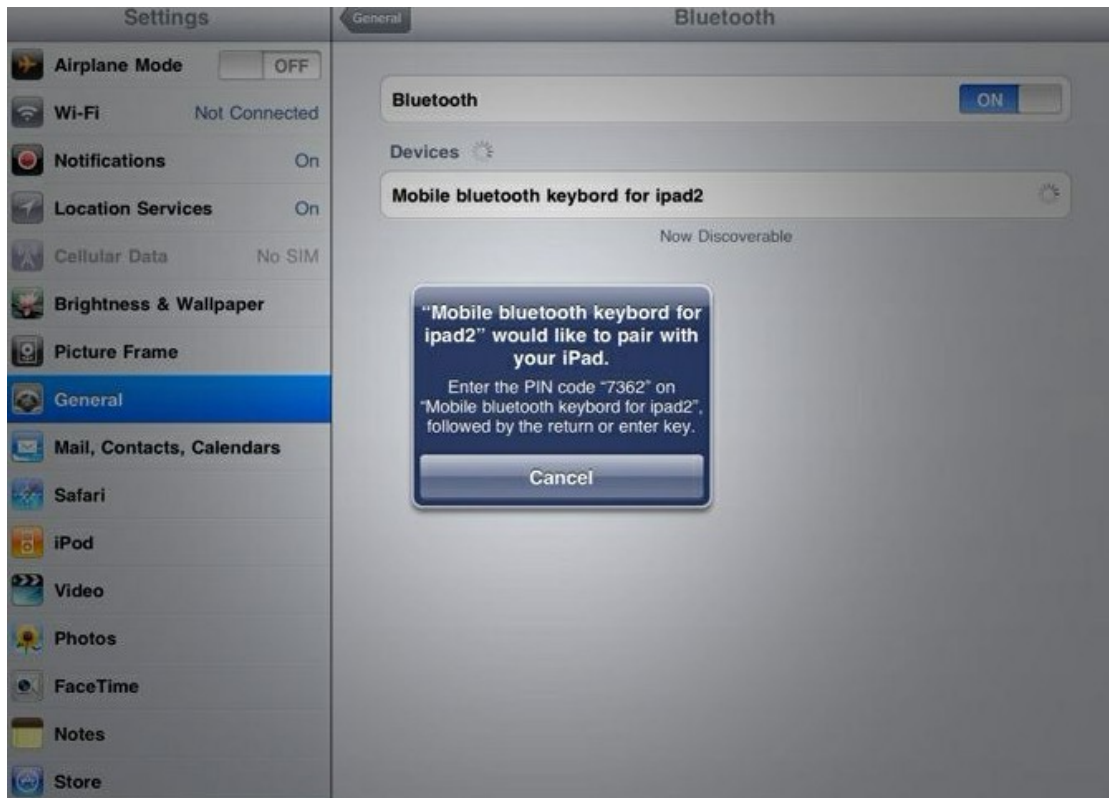 Settings
Airplane Mode OFF
Wi-Fi Not Connected
Notifications On
Location Services On
Cellular Data No SIM
Brightness & Wallpaper
Picture Frame
General
Mail, Contacts, Calendars
Safari
iPod
Video
Photos
FaceTime
Notes
Store
General Bluetooth
Bluetooth ON
Devices
Mobile bluetooth keybord for ipad2
Now Discoverable
“Mobile bluetooth keybord for
ipad2” would like to pair with
your iPad.
Enter the PIN code “7362” on
“Mobile bluetooth keybord for ipad2”,
followed by the return or enter key.
Cancel